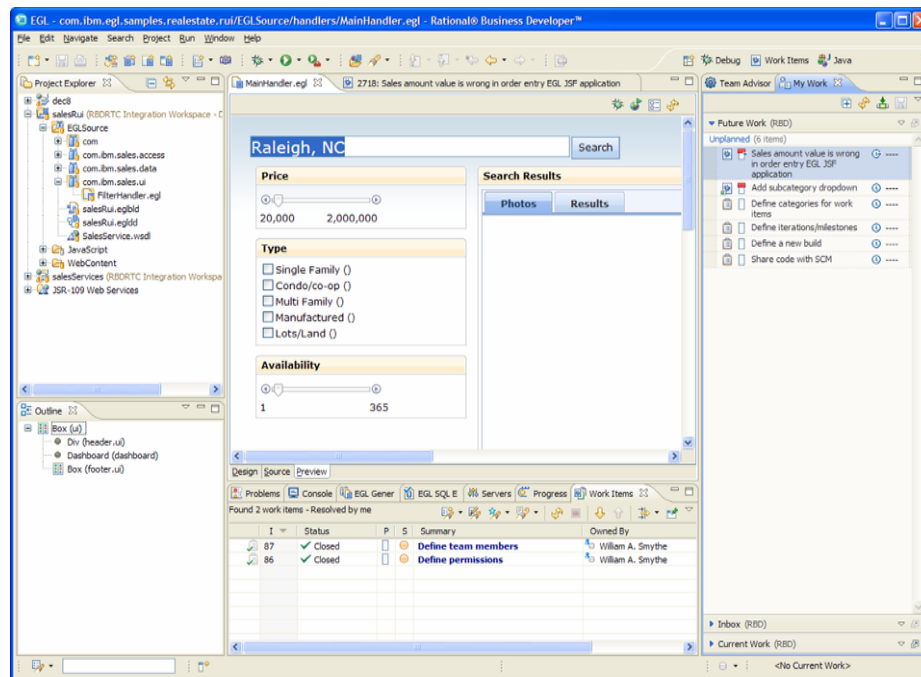 EGL - com.ibm.egl.samples.realestate.rui/EGLSource/handlers/MainHandler.egl - Rational® Business Developer™
File Edit Navigate Search Project Run Window Help
Debug Work Items Java
Project Explorer
dec8
salesRui (RBDRTC Integration Workspace - D
EGLSource
com
com.ibm.sales.access
com.ibm.sales.data
com.ibm.sales.ui
FilterHandler.egl
salesRui.eglbld
salesRui.egldd
SalesService.wsdl
JavaScript
WebContent
salesServices (RBDRTC Integration Workspa
JSR-109 Web Services
Outline
Box (ui)
Div (header.ui)
Dashboard (dashboard)
Box (footer.ui)
MainHandler.egl 2718: Sales amount value is wrong in order entry EGL JSF application
Raleigh, NC Search
Price
20,000 2,000,000
Type
Single Family ()
Condo/co-op ()
Multi Family ()
Manufactured ()
Lots/Land ()
Availability
1 365
Search Results
Photos Results
Design Source Preview
Problems Console EGL Gener EGL SQL E Servers Progress Work Items
Found 2 work items - Resolved by me
I Status P S Summary Owned By
87 Closed Define team members William A. Smythe
86 Closed Define permissions William A. Smythe
Team Advisor My Work
Future Work (RBD)
Unplanned (6 items)
Sales amount value is wrong ----
in order entry EGL JSF
application
Add subcategory dropdown ----
Define categories for work ----
items
Define iterations/milestones ----
Define a new build ----
Share code with SCM ----
Inbox (RBD)
Current Work (RBD)
<No Current Work>